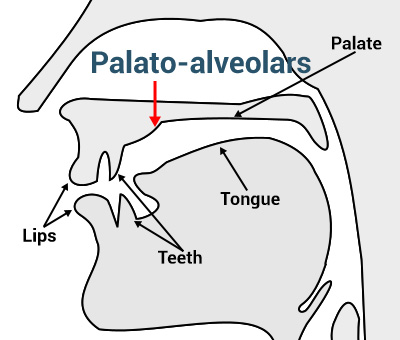 Palate
Palato-alveolars
Tongue
Lips
Teeth